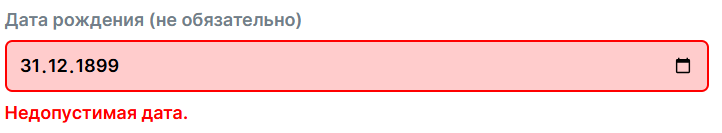 Дата рождения (не обязательно)
31.12.1899
Недопустимая дата.